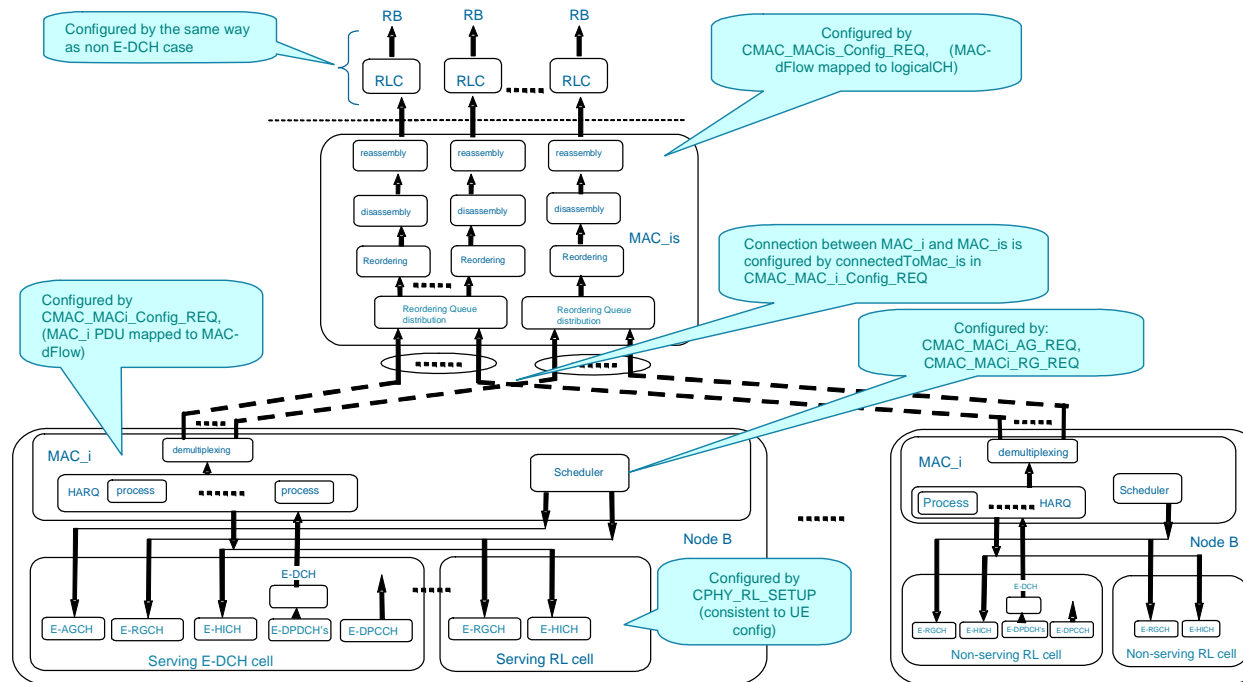 Configured by the same way
as non E-DCH case
RB
RB
RB
RLC
RLC
RLC
Configured by
CMAC_MACis_Config_REQ, (MAC-
dFlow mapped to logicalCH)
reassembly
reassembly
reassembly
disassembly
disassembly
disassembly
MAC_is
Reordering
Reordering
Reordering
Reordering Queue
distribution
Reordering Queue
distribution
Connection between MAC_i and MAC_is is
configured by connectedToMac_is in
CMAC_MAC_i_Config_REQ
Configured by
CMAC_MACi_Config_REQ,
(MAC_i PDU mapped to MAC-
dFlow)
Configured by:
CMAC_MACi_AG_REQ,
CMAC_MACi_RG_REQ
MAC_i
demultiplexing
HARQ
process
process
Scheduler
Node B
E-DCH
E-AGCH
E-RGCH
E-HICH
E-DPDCH's
E-DPCCH
Serving E-DCH cell
E-RGCH
E-HICH
Serving RL cell
Configured by
CPHY_RL_SETUP
(consistent to UE
config)
demultiplexing
MAC_i
Process
HARQ
Scheduler
Node B
E-DCH
E-RGCH
E-HICH
E-DPDCH's
E-DPCCH
Non-serving RL cell
E-RGCH
E-HICH
Non-serving RL cell